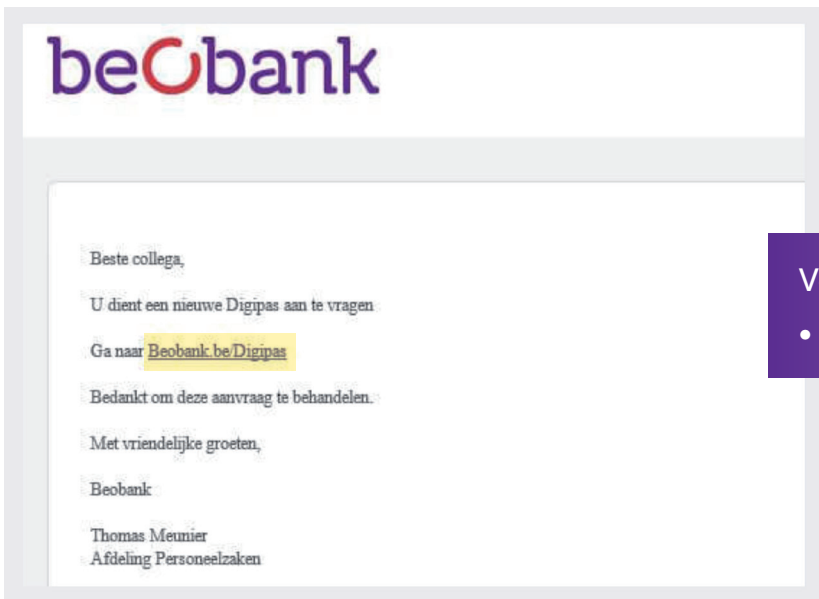 beobank
Beste collega,
U dient een nieuwe Digipas aan te vragen
Ga naar Beobank.be/Digipas
Bedankt om deze aanvraag te behandelen.
Met vriendelijke groeten,
Beobank
Thomas Meunier
Afdeling Personeelzaken
V
•